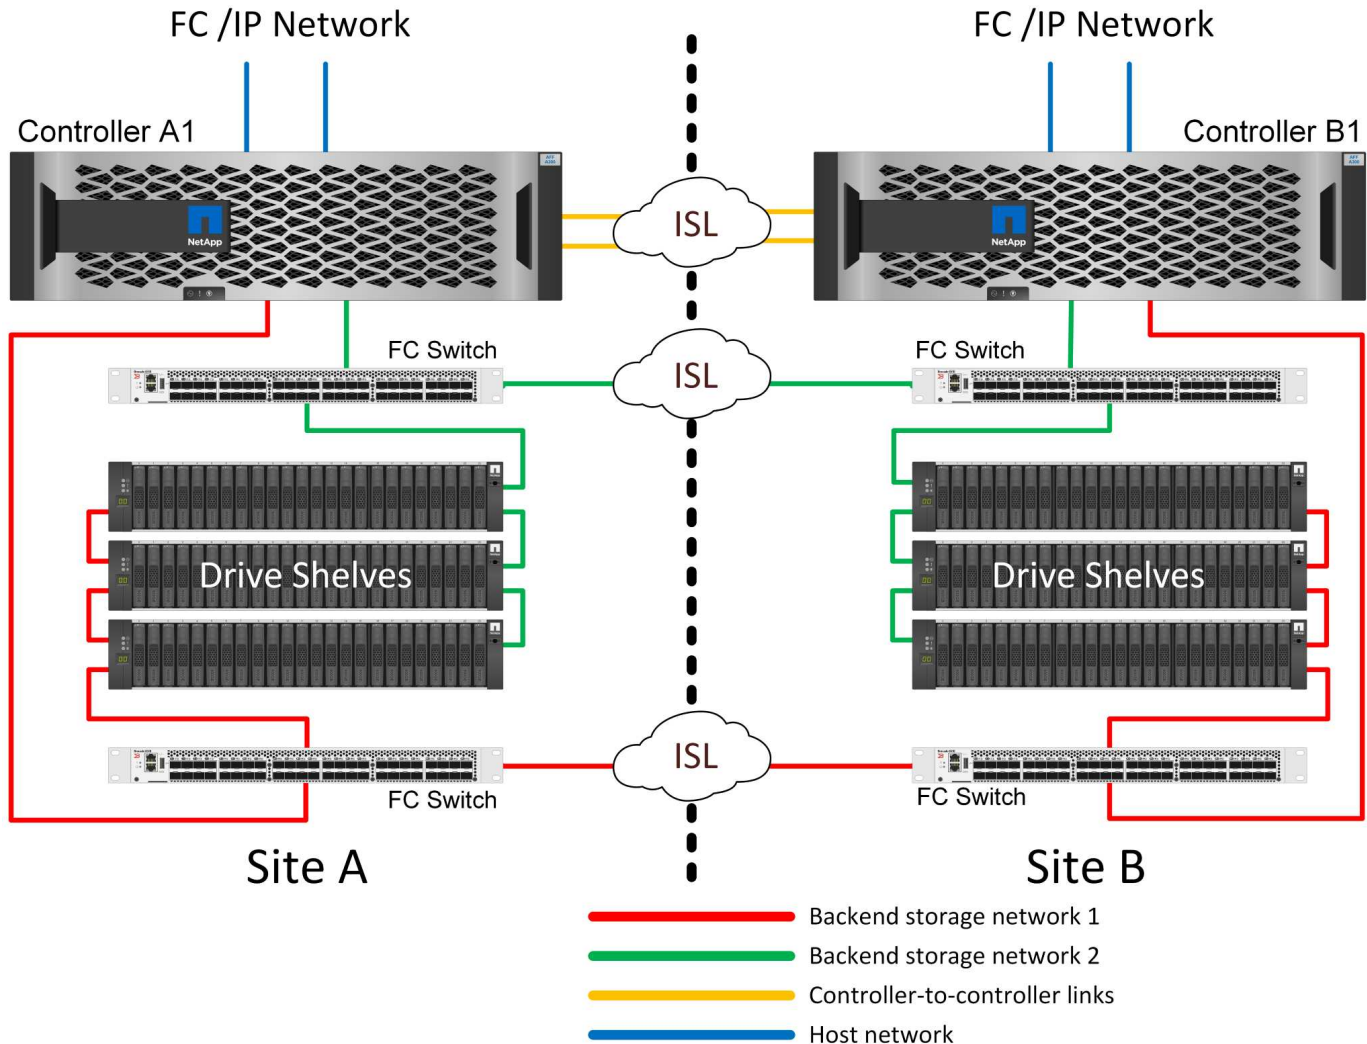 FC /IP Network
FC /IP Network
Controller A1
Controller B1
NetApp
ISL
NetApp
FC Switch
ISL
FC Switch
Drive Shelves
Drive Shelves
ISL
FC Switch
FC Switch
Site A
Site B
Backend storage network 1
Backend storage network 2
Controller-to-controller links
Host network